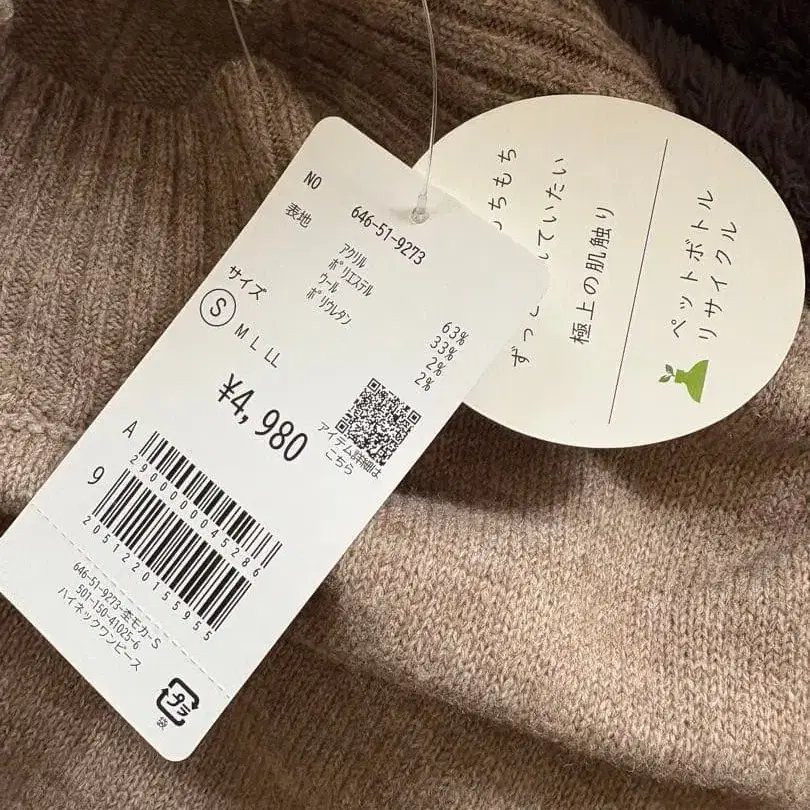 NO 646-51-9273
表地
アクリル 63%
ポリエステル 33%
ウール 2%
ポリウレタン 2%
サイズ
S M L LL
¥4,980
アイテム詳細は
こちら
A
2900000045286
9
2051220155955
646-51-9273-杢モカ-S
501-150-41025-6
ハイネックワンピース
プラ
袋
ちもち
ずっと
ていたい
極上の肌触り
ペットボトル
リサイクル